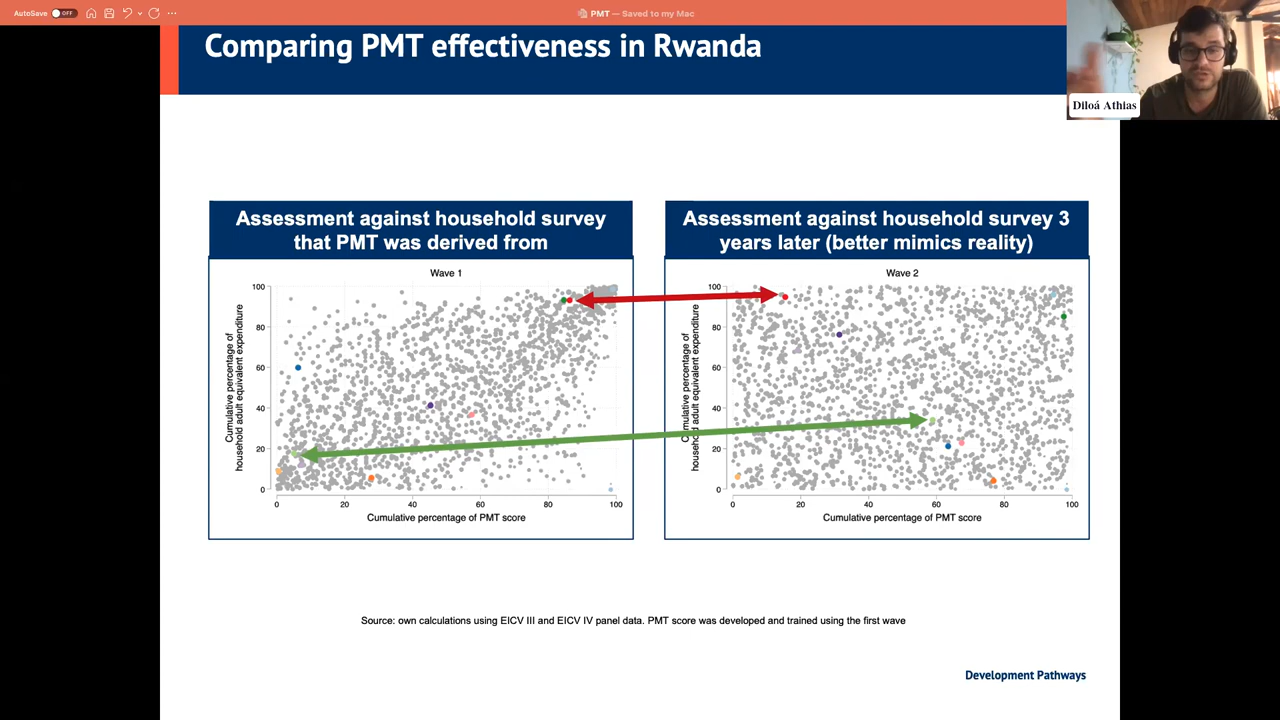 AutoSave OFF
PMT — Saved to my Mac
Comparing PMT effectiveness in Rwanda
Diloá Athias
Assessment against household survey
that PMT was derived from
Wave 1
100
80
60
40
20
0
Cumulative percentage of
household adult equivalent expenditure
0 20 40 60 80 100
Cumulative percentage of PMT score
Assessment against household survey 3
years later (better mimics reality)
Wave 2
100
80
60
40
20
0
Cumulative percentage of
household adult equivalent expenditure
0 20 40 60 80 100
Cumulative percentage of PMT score
Source: own calculations using EICV III and EICV IV panel data. PMT score was developed and trained using the first wave
Development Pathways